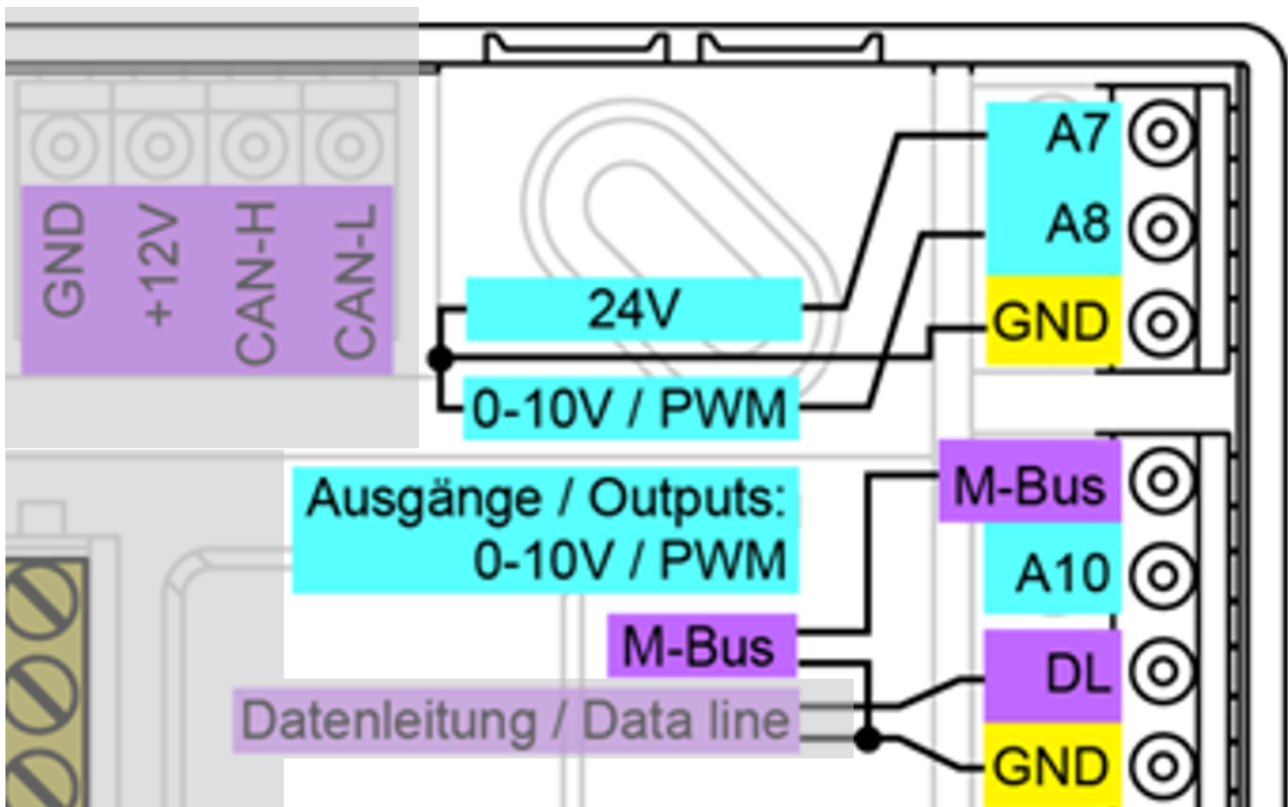 GND
+12V
CAN-H
CAN-L
A7
A8
24V
GND
0-10V / PWM
M-Bus
Ausgänge / Outputs:
0-10V / PWM
A10
M-Bus
DL
Datenleitung / Data line
GND